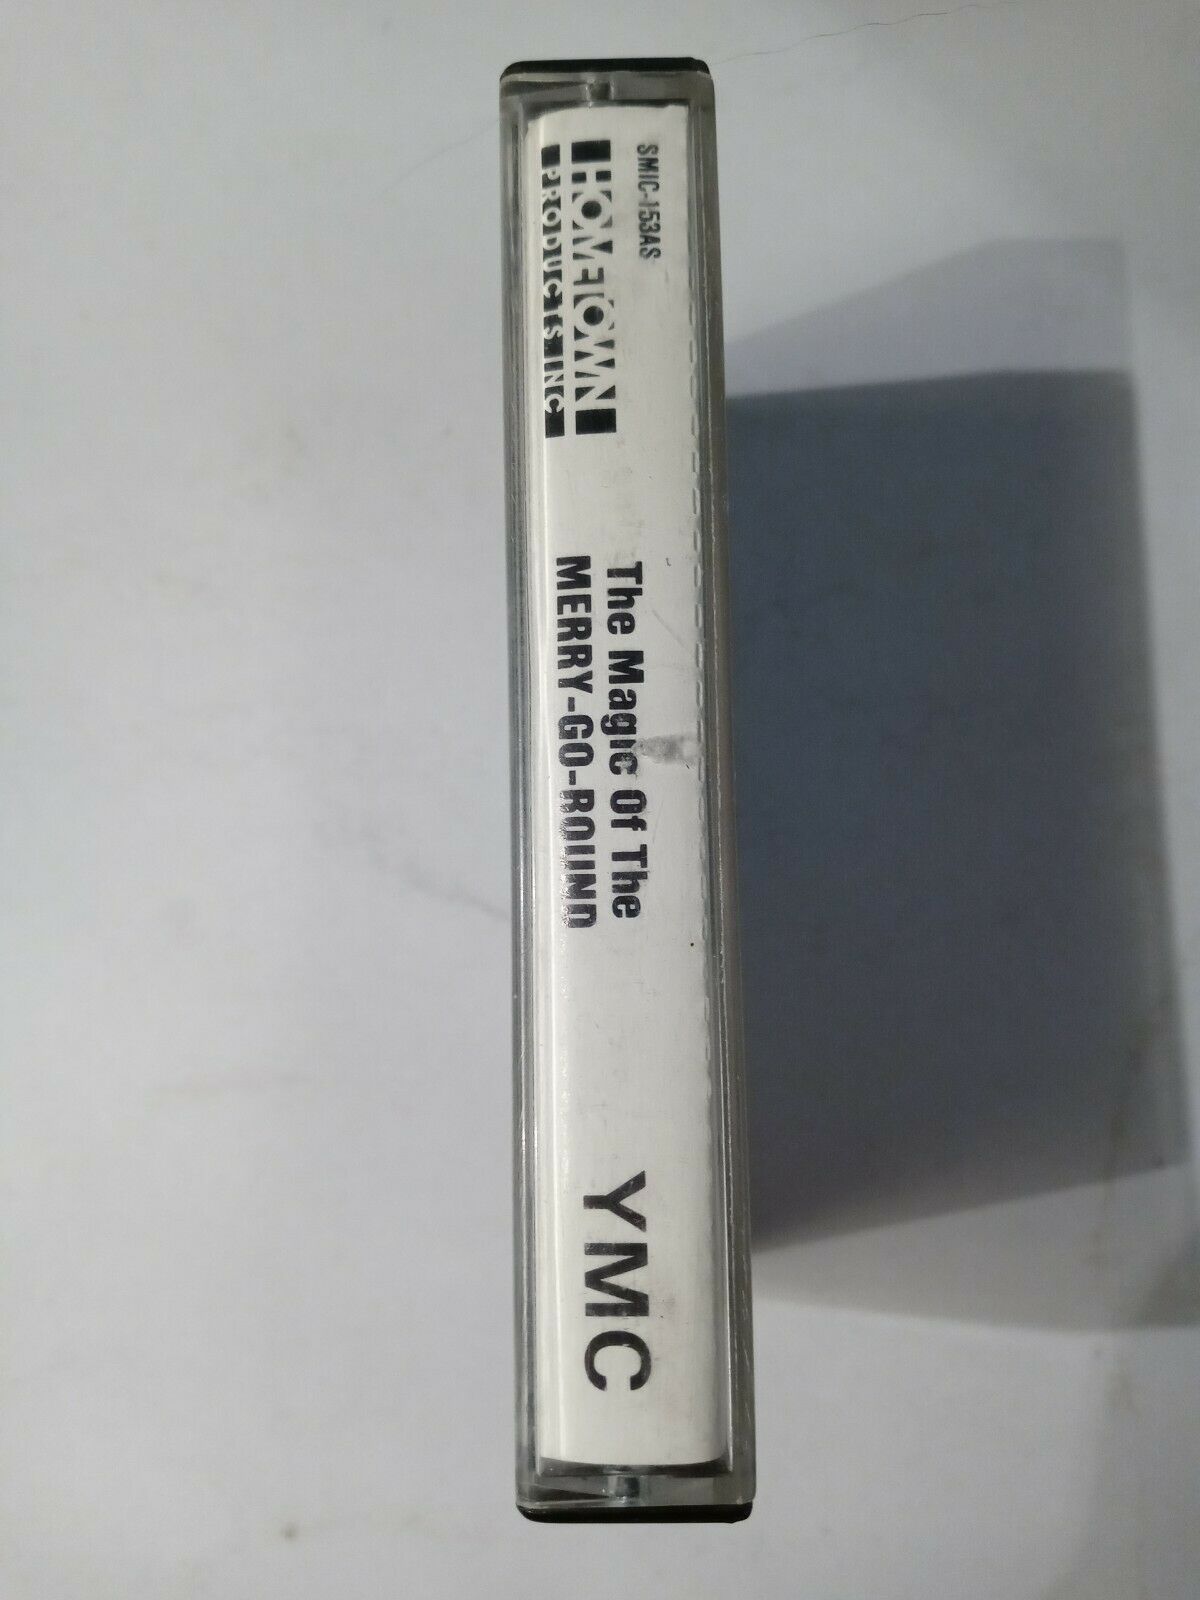 SMIC-153AS
HOMETOWN
PRODUCTS INC
The Magic Of The
MERRY-GO-ROUND
YMC